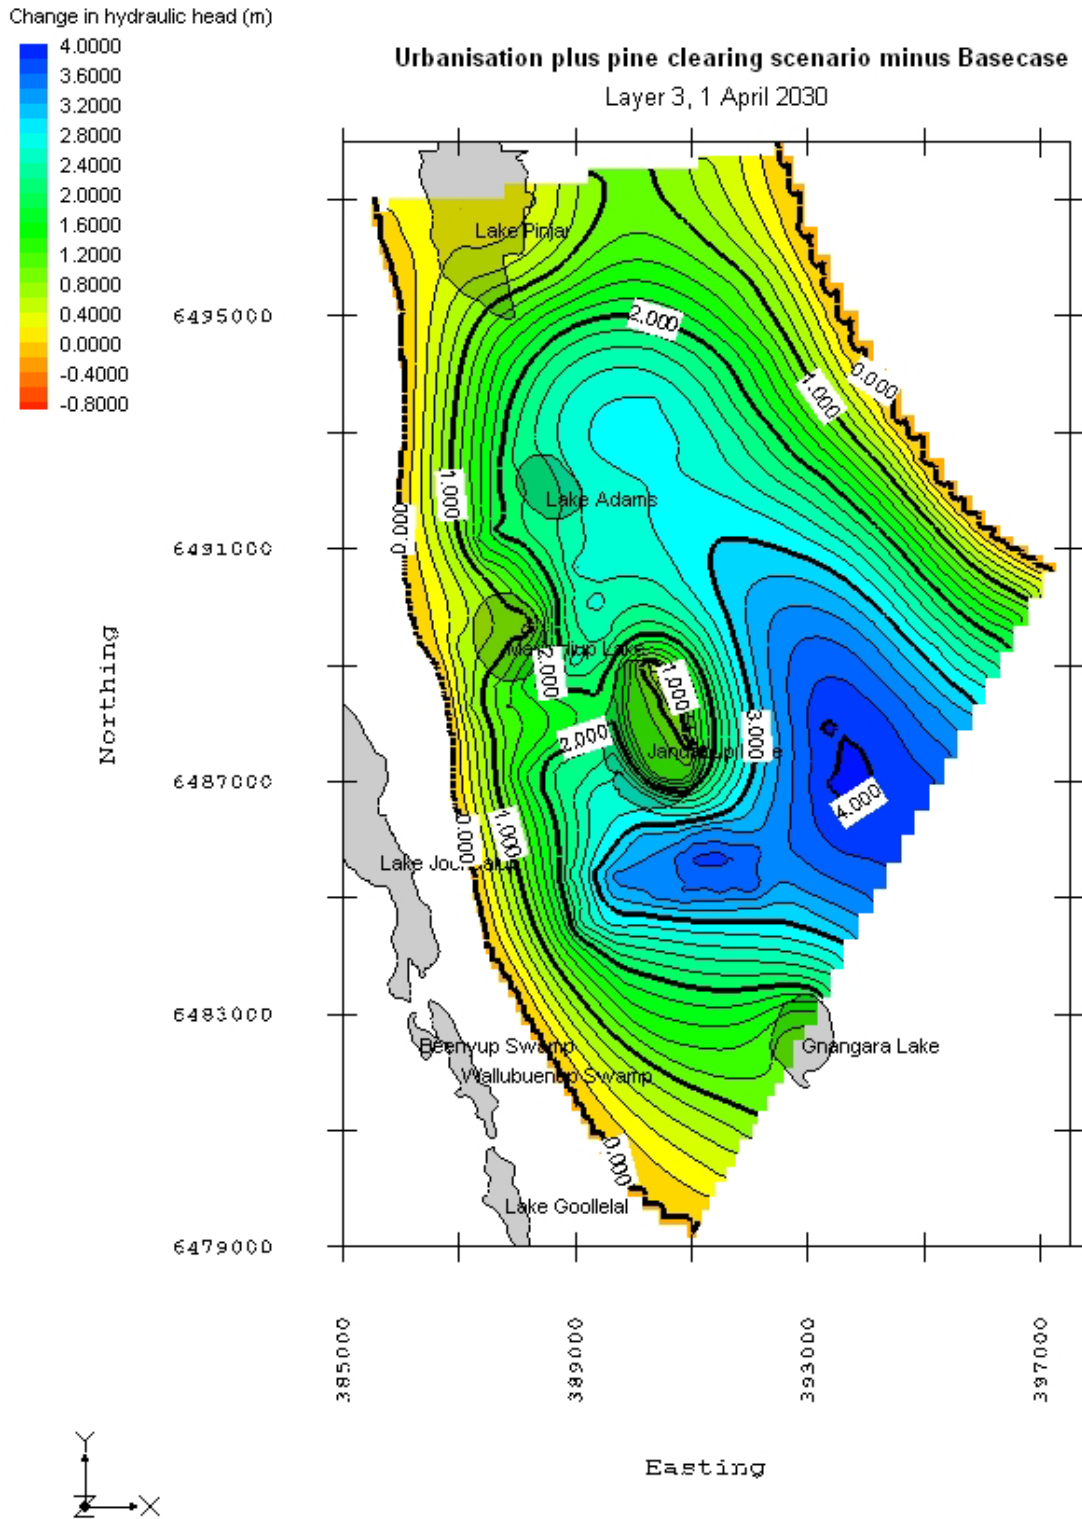 Change in hydraulic head (m)
4.0000
3.6000
3.2000
2.8000
2.4000
2.0000
1.6000
1.2000
0.8000
0.4000
0.0000
-0.4000
-0.8000
Urbanisation plus pine clearing scenario minus Basecase
Layer 3, 1 April 2030
Lake Pinjar
6495000
2.000
0.000
1.000
1.000
Lake Adams
0.000
6491000
2.000
1.000
Northing
2.000
3.000
6487000
4.000
0.000
1.000
6483000
Beenyup Swamp
Gnangara Lake
Wallubuenup Swamp
0.000
Lake Goollelal
6479000
385000
389000
393000
397000
Easting
Y
Z
X